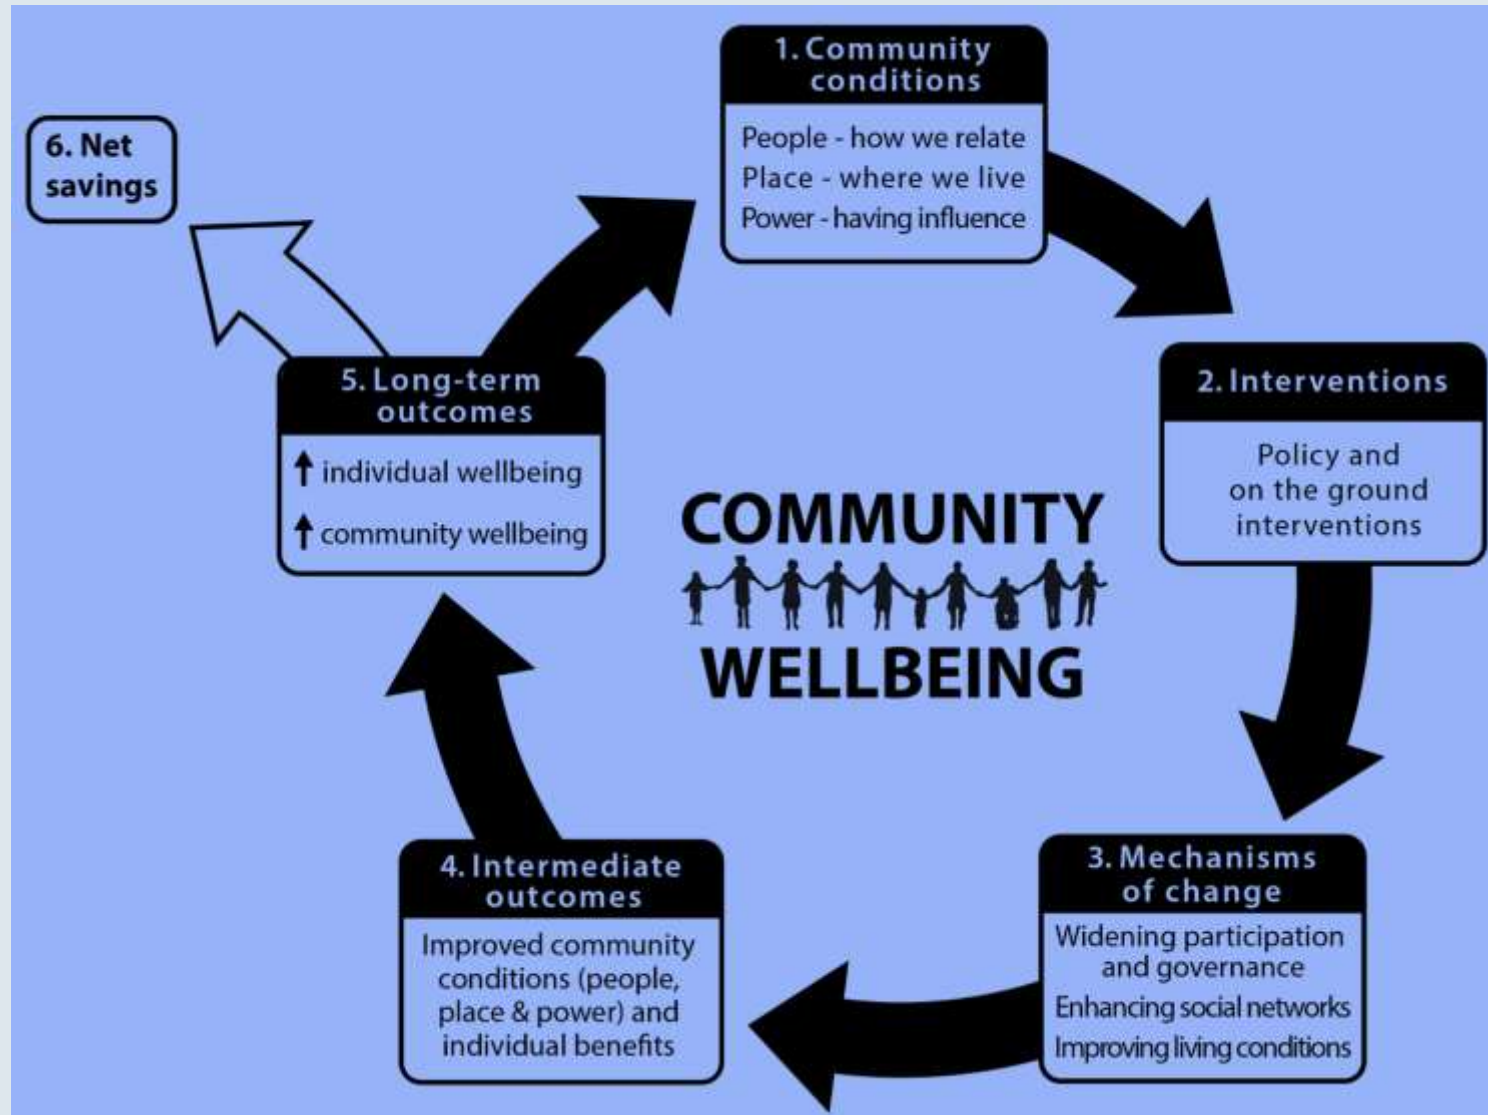 1. Community
conditions
People - how we relate
Place - where we live
Power - having influence
2. Interventions
Policy and
on the ground
interventions
3. Mechanisms
of change
Widening participation
and governance
Enhancing social networks
Improving living conditions
4. Intermediate
outcomes
Improved community
conditions (people,
place & power) and
individual benefits
5. Long-term
outcomes
↑ individual wellbeing
↑ community wellbeing
6. Net
savings
COMMUNITY
WELLBEING